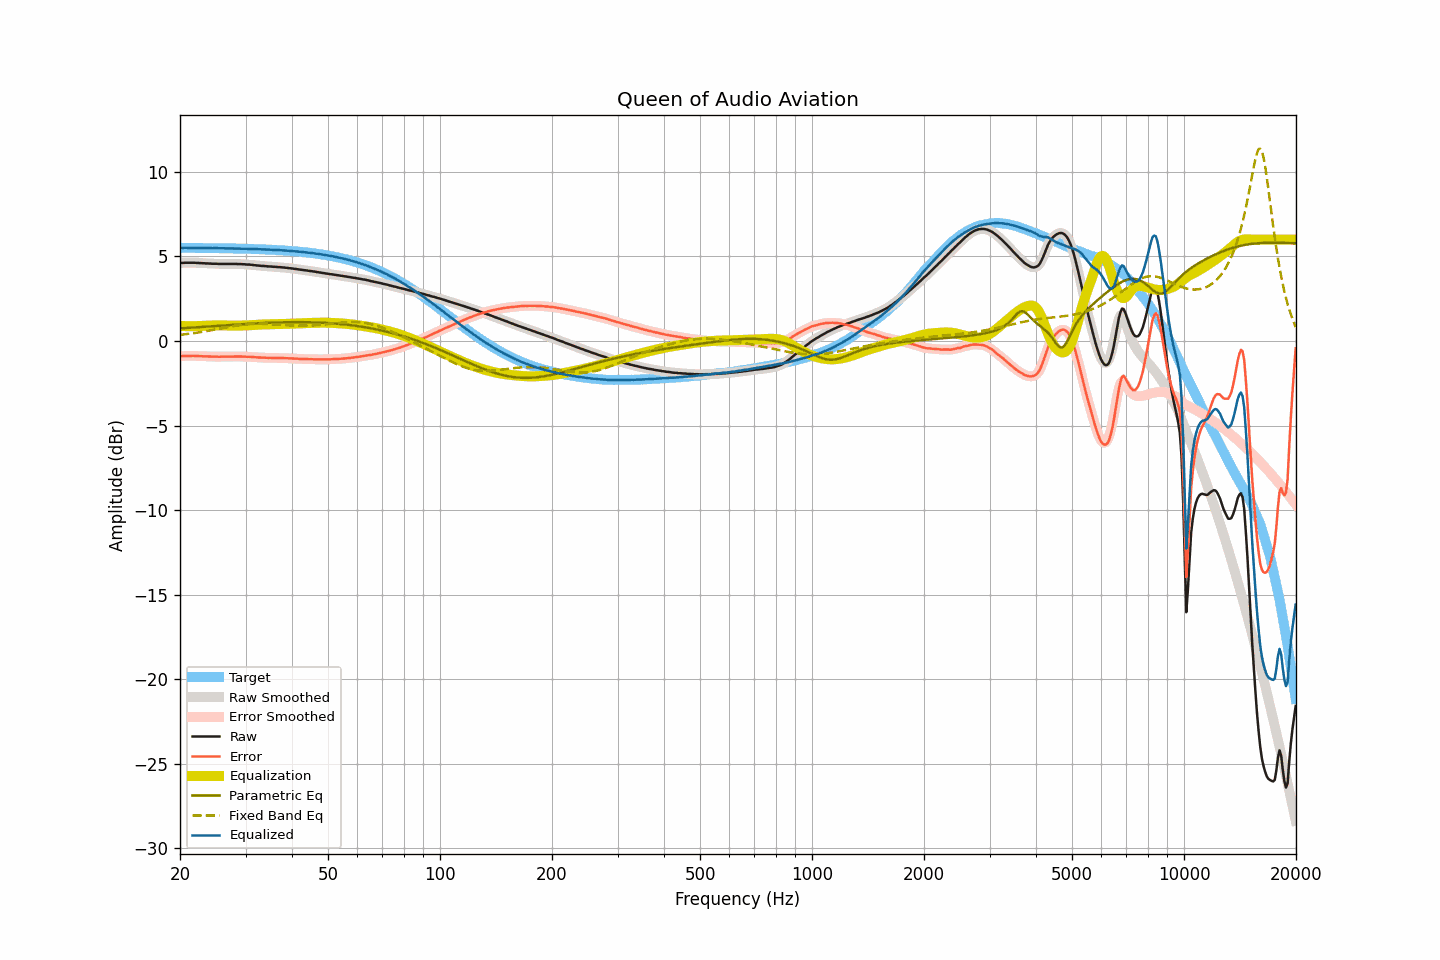 Queen of Audio Aviation
10
5
0
−5
−10
−15
−20
−25
−30
Amplitude (dBr)
Target
Raw Smoothed
Error Smoothed
Raw
Error
Equalization
Parametric Eq
Fixed Band Eq
Equalized
20 50 100 200 500 1000 2000 5000 10000 20000
Frequency (Hz)